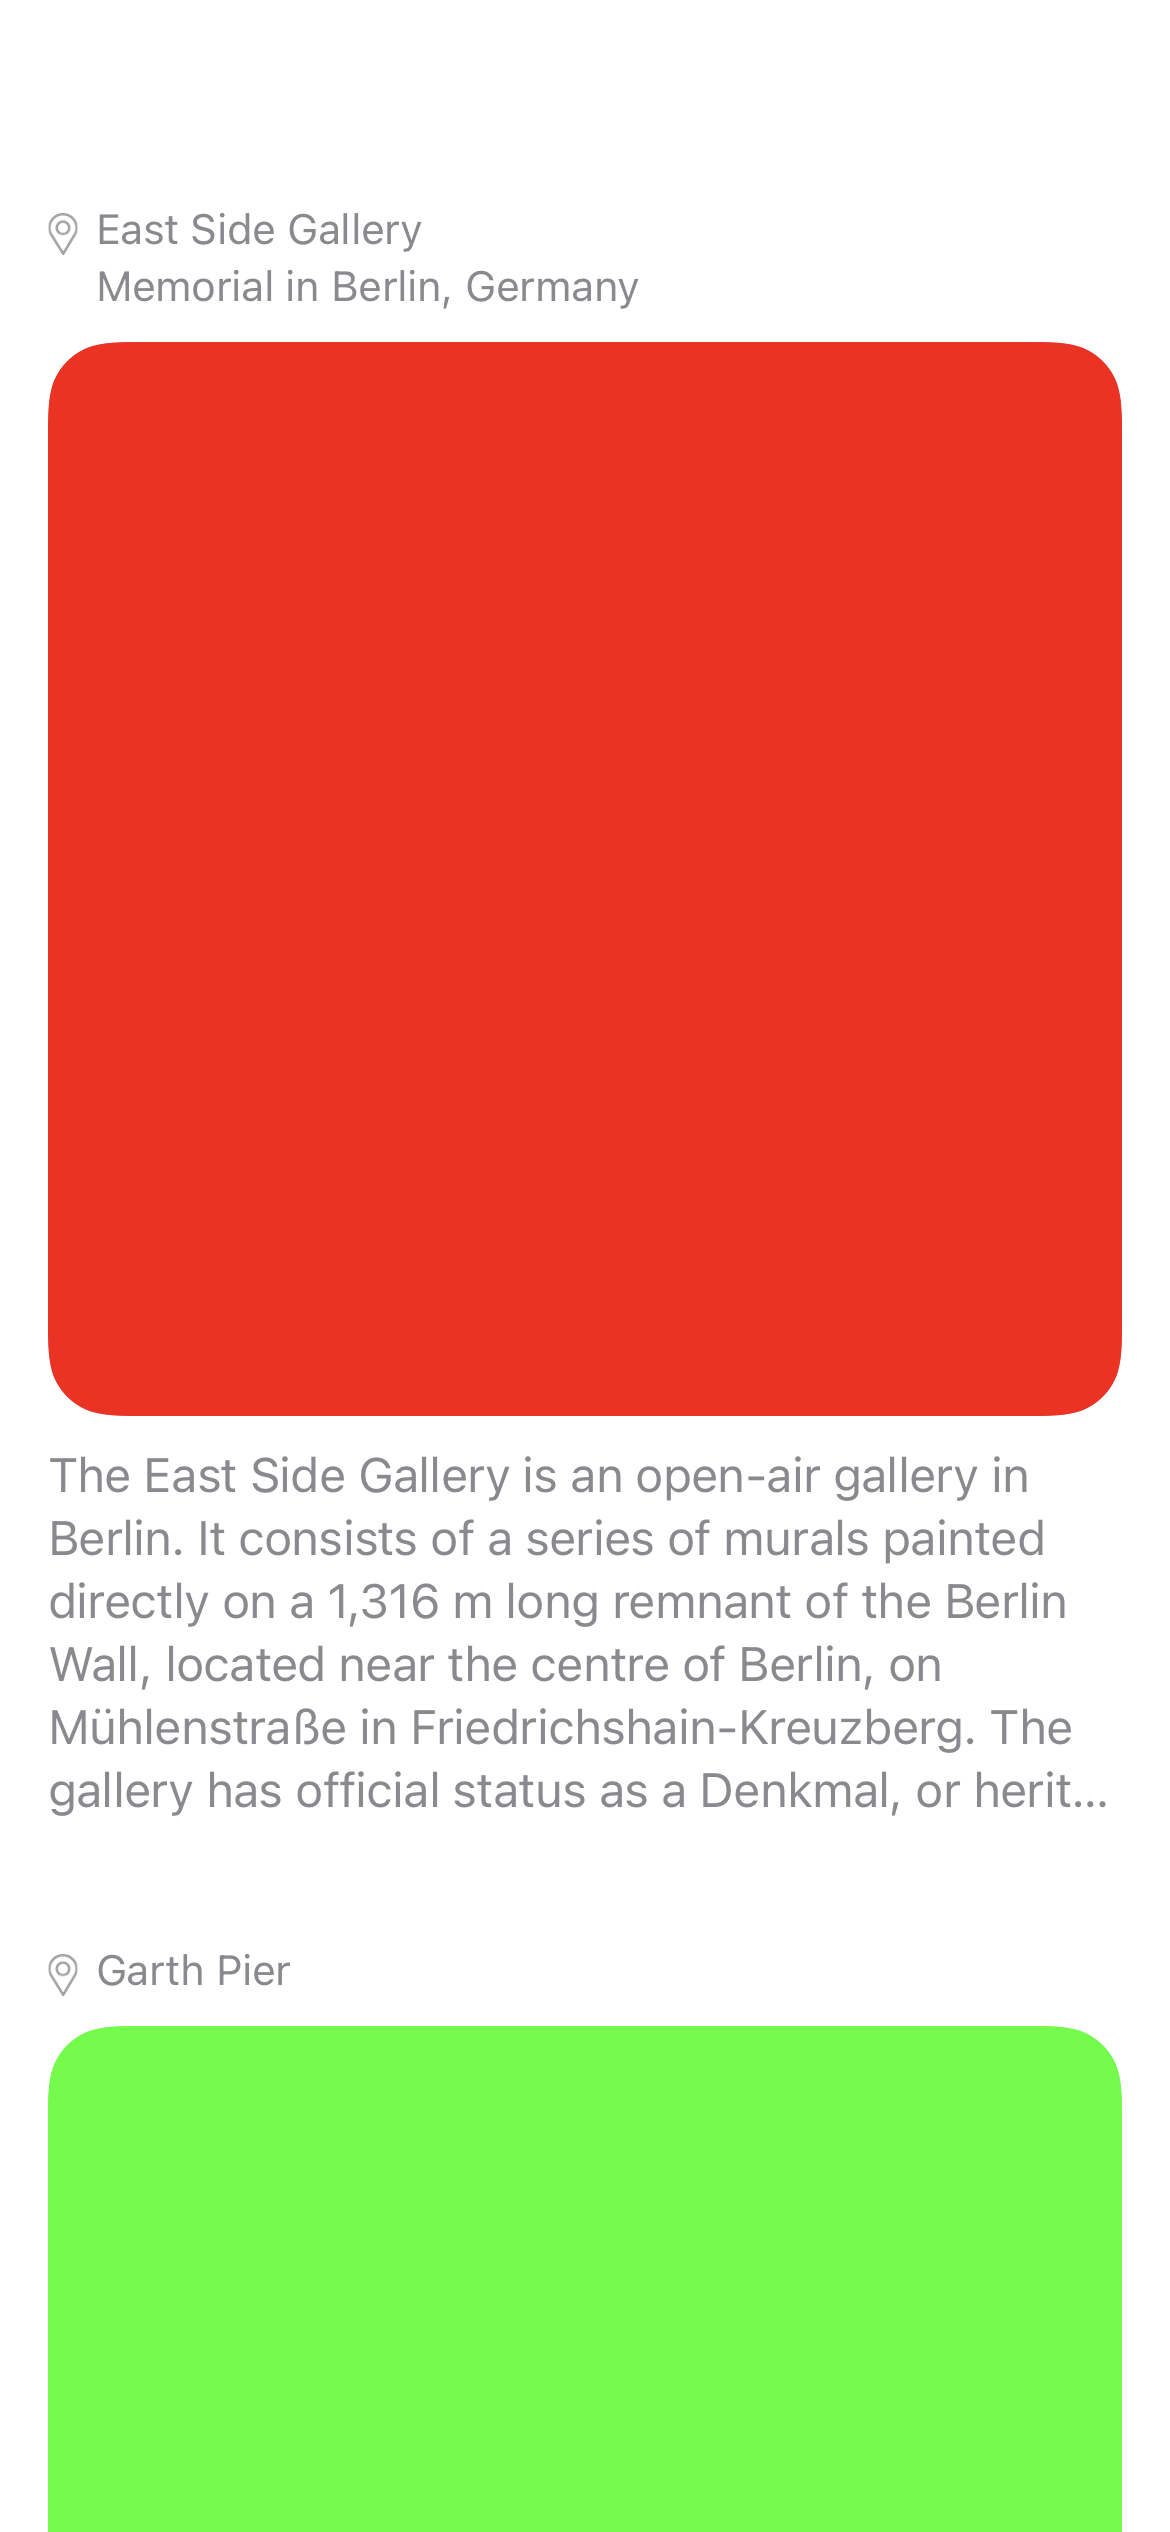 East Side Gallery
Memorial in Berlin, Germany
The East Side Gallery is an open-air gallery in
Berlin. It consists of a series of murals painted
directly on a 1,316 m long remnant of the Berlin
Wall, located near the centre of Berlin, on
Mühlenstraße in Friedrichshain-Kreuzberg. The
gallery has official status as a Denkmal, or herit...
Garth Pier